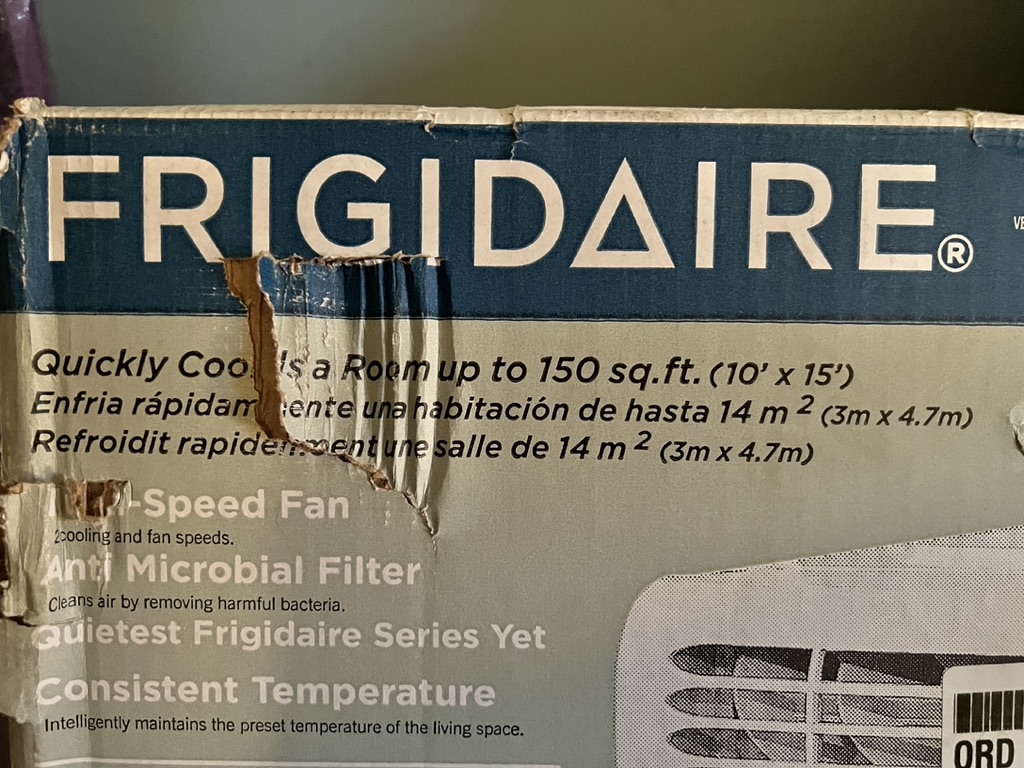 FRIGIDAIRE®
VE
Quickly Cools a Room up to 150 sq.ft. (10' x 15')
Enfria rápidamente una habitación de hasta 14 m² (3m x 4.7m)
Refroidit rapidement une salle de 14 m² (3m x 4.7m)
-Speed Fan
2 cooling and fan speeds.
Anti Microbial Filter
Cleans air by removing harmful bacteria.
Quietest Frigidaire Series Yet
Consistent Temperature
Intelligently maintains the preset temperature of the living space.
ORD